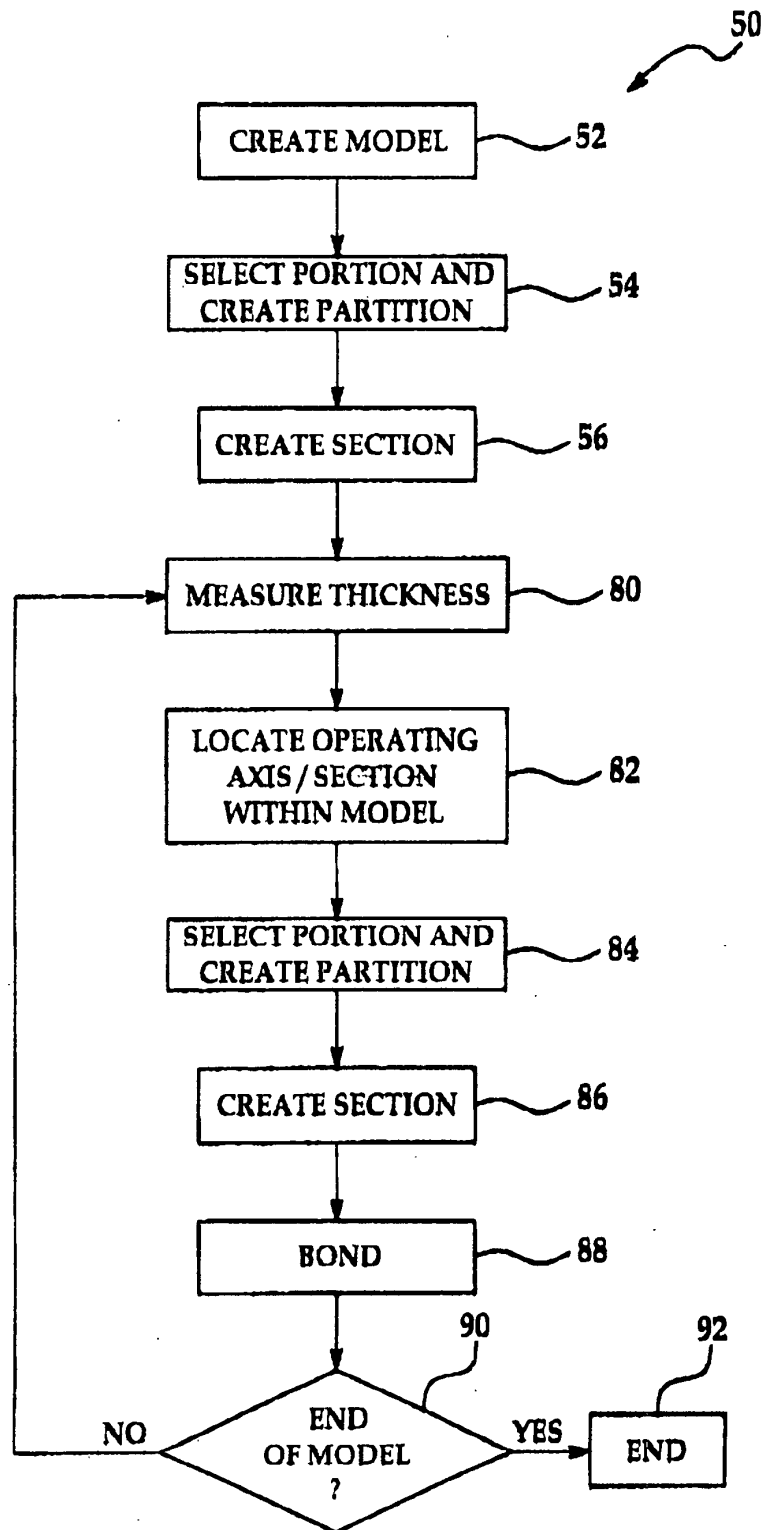 50
CREATE MODEL
52
SELECT PORTION AND
CREATE PARTITION
54
CREATE SECTION
56
MEASURE THICKNESS
80
LOCATE OPERATING
AXIS / SECTION
WITHIN MODEL
82
SELECT PORTION AND
CREATE PARTITION
84
CREATE SECTION
86
BOND
88
90
92
NO
END
OF MODEL
?
YES
END